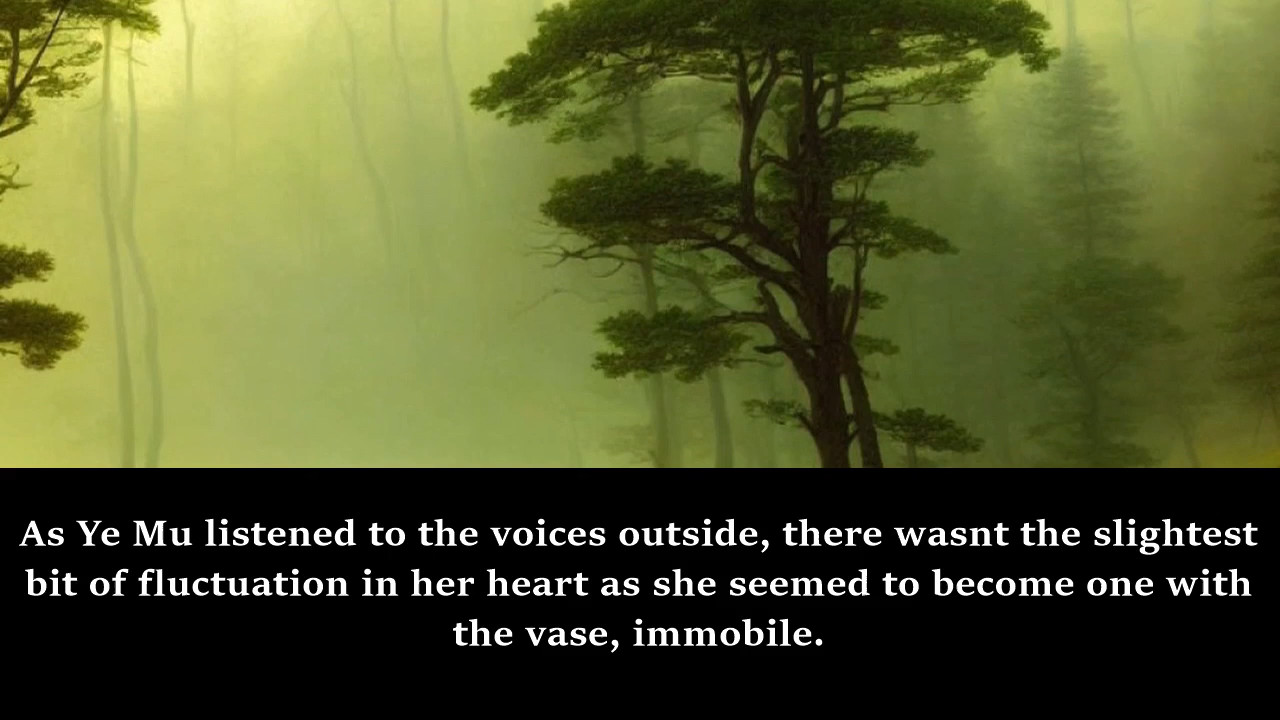 As Ye Mu listened to the voices outside, there wasnt the slightest
bit of fluctuation in her heart as she seemed to become one with
the vase, immobile.